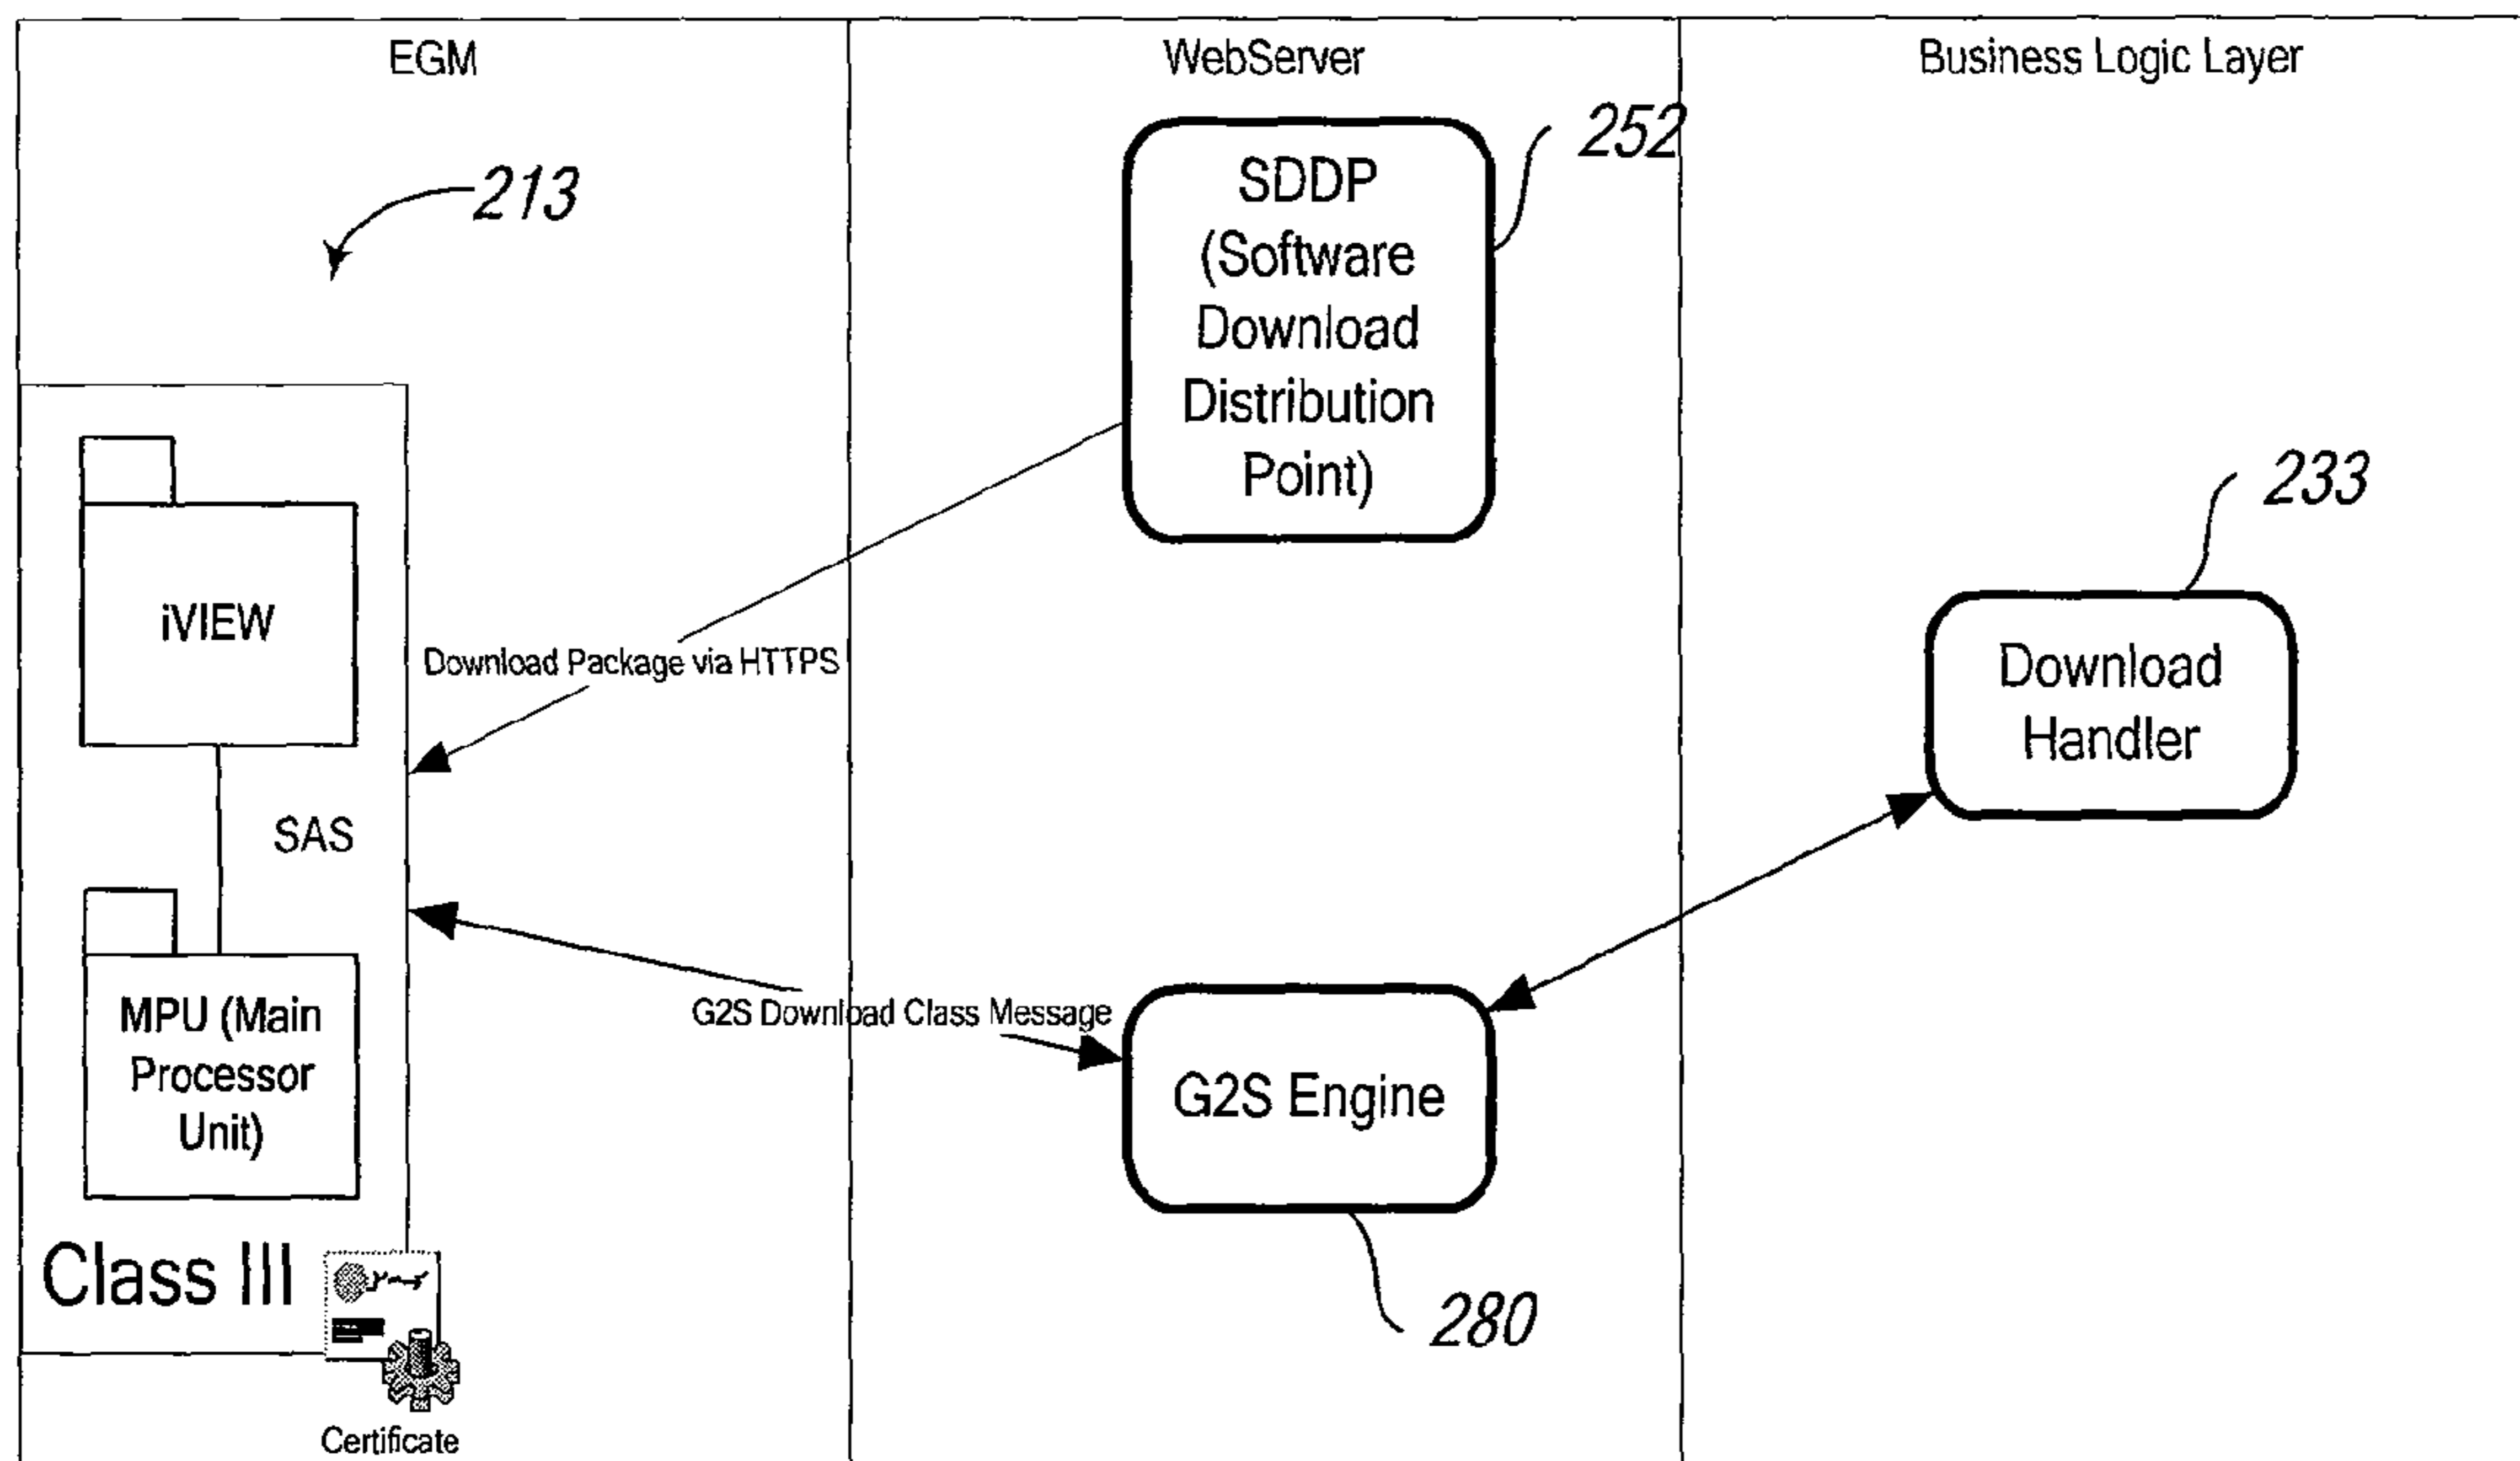 EGM
WebServer
Business Logic Layer
213
252
SDDP
(Software
Download
Distribution
Point)
233
iVIEW
Download Package via HTTPS
Download
Handler
SAS
MPU (Main
Processor
Unit)
G2S Download Class Message
G2S Engine
Class III
280
Certificate